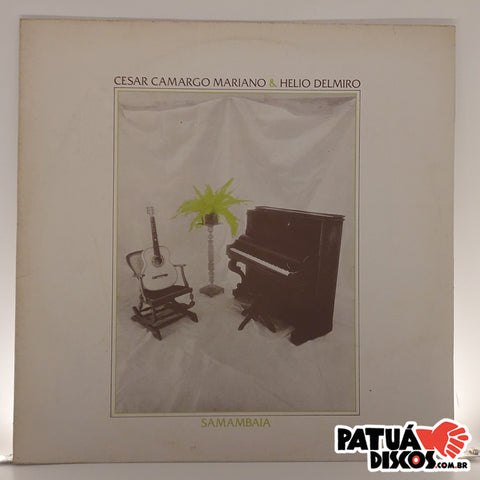 CESAR CAMARGO MARIANO & HELIO DELMIRO
SAMAMBAIA
PATUÁ
DISCOS.COM.BR